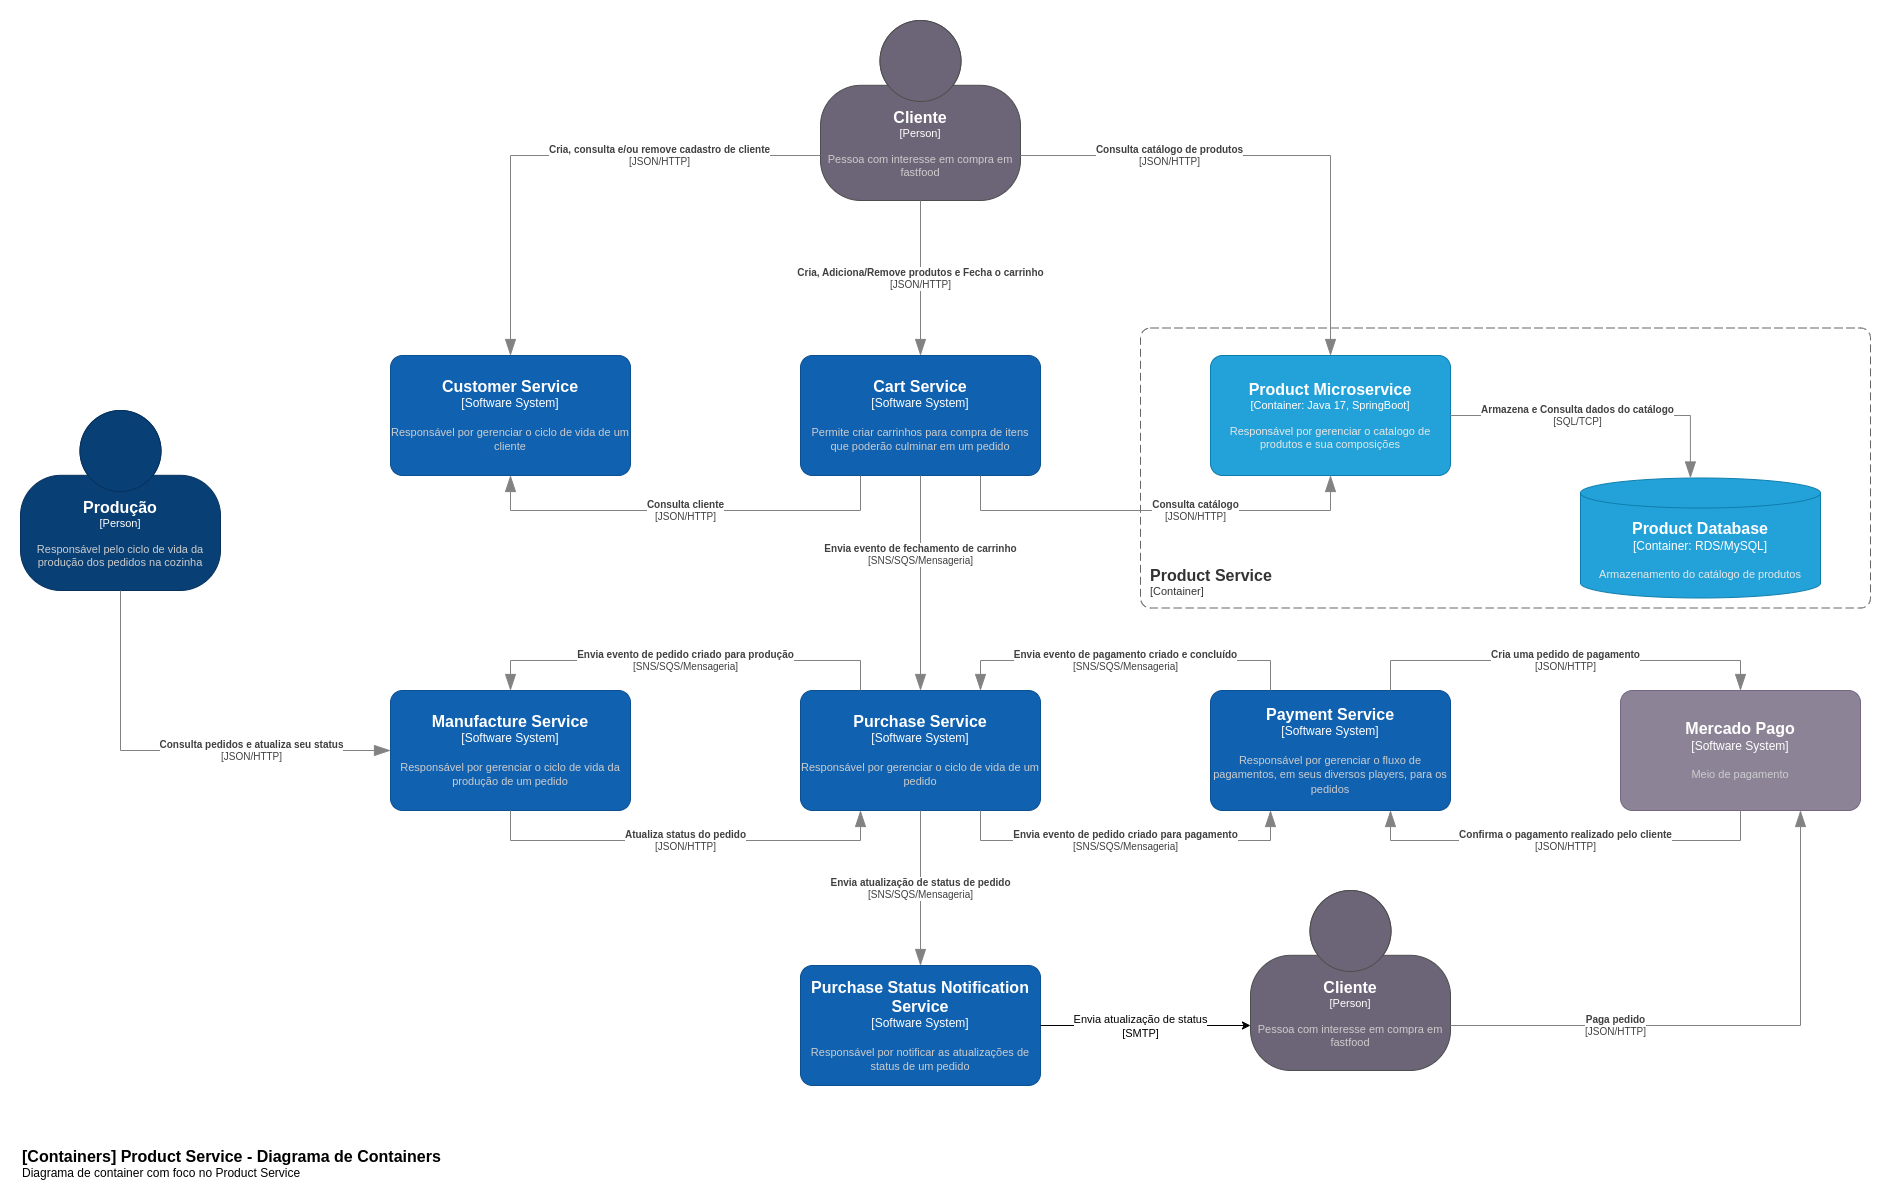 Cliente
[Person]
Pessoa com interesse em compra em
fastfood
Cria, consulta e/ou remove cadastro de cliente
[JSON/HTTP]
Consulta catálogo de produtos
[JSON/HTTP]
Cria, Adiciona/Remove produtos e Fecha o carrinho
[JSON/HTTP]
Customer Service
[Software System]
Responsável por gerenciar o ciclo de vida de um
cliente
Cart Service
[Software System]
Permite criar carrinhos para compra de itens
que poderão culminar em um pedido
Product Microservice
[Container: Java 17, SpringBoot]
Responsável por gerenciar o catalogo de
produtos e sua composições
Armazena e Consulta dados do catálogo
[SQL/TCP]
Product Database
[Container: RDS/MySQL]
Armazenamento do catálogo de produtos
Product Service
[Container]
Produção
[Person]
Responsável pelo ciclo de vida da
produção dos pedidos na cozinha
Consulta cliente
[JSON/HTTP]
Consulta catálogo
[JSON/HTTP]
Envia evento de fechamento de carrinho
[SNS/SQS/Mensageria]
Envia evento de pedido criado para produção
[SNS/SQS/Mensageria]
Envia evento de pagamento criado e concluído
[SNS/SQS/Mensageria]
Cria uma pedido de pagamento
[JSON/HTTP]
Consulta pedidos e atualiza seu status
[JSON/HTTP]
Manufacture Service
[Software System]
Responsável por gerenciar o ciclo de vida da
produção de um pedido
Purchase Service
[Software System]
Responsável por gerenciar o ciclo de vida de um
pedido
Payment Service
[Software System]
Responsável por gerenciar o fluxo de
pagamentos, em seus diversos players, para os
pedidos
Mercado Pago
[Software System]
Meio de pagamento
Atualiza status do pedido
[JSON/HTTP]
Envia evento de pedido criado para pagamento
[SNS/SQS/Mensageria]
Confirma o pagamento realizado pelo cliente
[JSON/HTTP]
Envia atualização de status de pedido
[SNS/SQS/Mensageria]
Purchase Status Notification
Service
[Software System]
Responsável por notificar as atualizações de
status de um pedido
Envia atualização de status
[SMTP]
Cliente
[Person]
Pessoa com interesse em compra em
fastfood
Paga pedido
[JSON/HTTP]
[Containers] Product Service - Diagrama de Containers
Diagrama de container com foco no Product Service